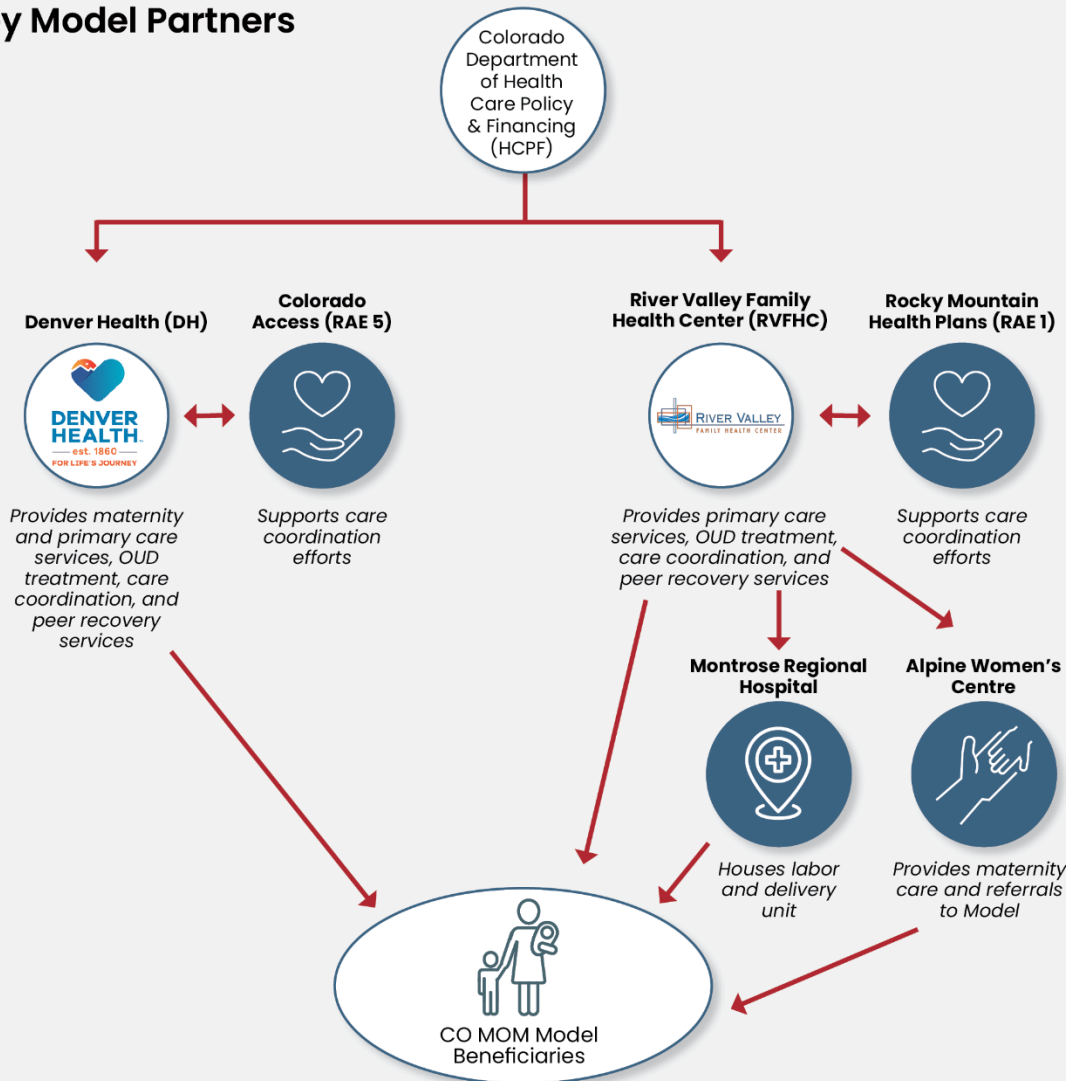 y Model Partners
Colorado
Department
of Health
Care Policy
& Financing
(HCPF)
Denver Health (DH)
Colorado
Access (RAE 5)
River Valley Family
Health Center (RVFHC)
Rocky Mountain
Health Plans (RAE 1)
DENVER
HEALTH
est. 1860
FOR LIFE'S JOURNEY
RIVER VALLEY
FAMILY HEALTH CENTER
Provides maternity
and primary care
services, OUD
treatment, care
coordination, and
peer recovery
services
Supports care
coordination
efforts
Provides primary care
services, OUD treatment,
care coordination, and
peer recovery services
Supports care
coordination
efforts
Montrose Regional
Hospital
Alpine Women's
Centre
Houses labor
and delivery
unit
Provides maternity
care and referrals
to Model
CO MOM Model
Beneficiaries